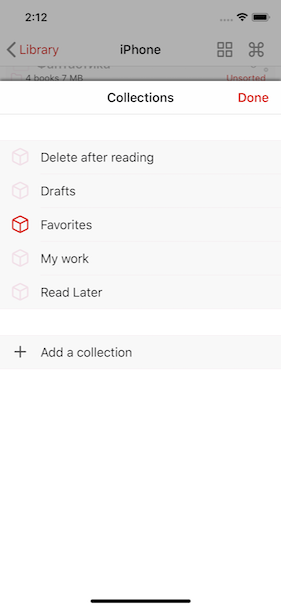 2:12
Library
iPhone
4 books 7 MB
Unsorted
Collections
Done
Delete after reading
Drafts
Favorites
My work
Read Later
Add a collection